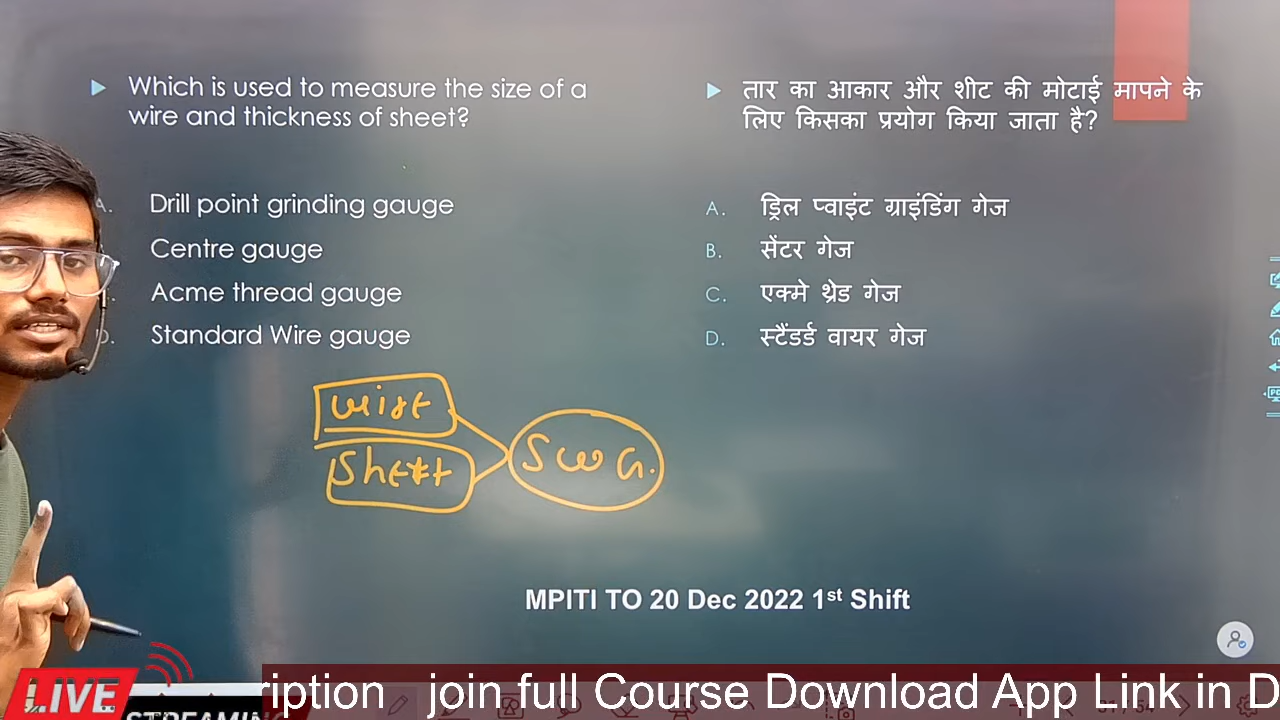 Which is used to measure the size of a
wire and thickness of sheet?
A. Drill point grinding gauge
Centre gauge
Acme thread gauge
D. Standard Wire gauge
तार का आकार और शीट की मोटाई मापने के
लिए किसका प्रयोग किया जाता है?
A. ड्रिल प्वाइंट ग्राइंडिंग गेज
B. सेंटर गेज
C. एक्मे थ्रेड गेज
D. स्टैंडर्ड वायर गेज
wire
Sheet
SWG.
MPITI TO 20 Dec 2022 1st Shift
LIVE
STREAMING
ription join full Course Download App Link in D